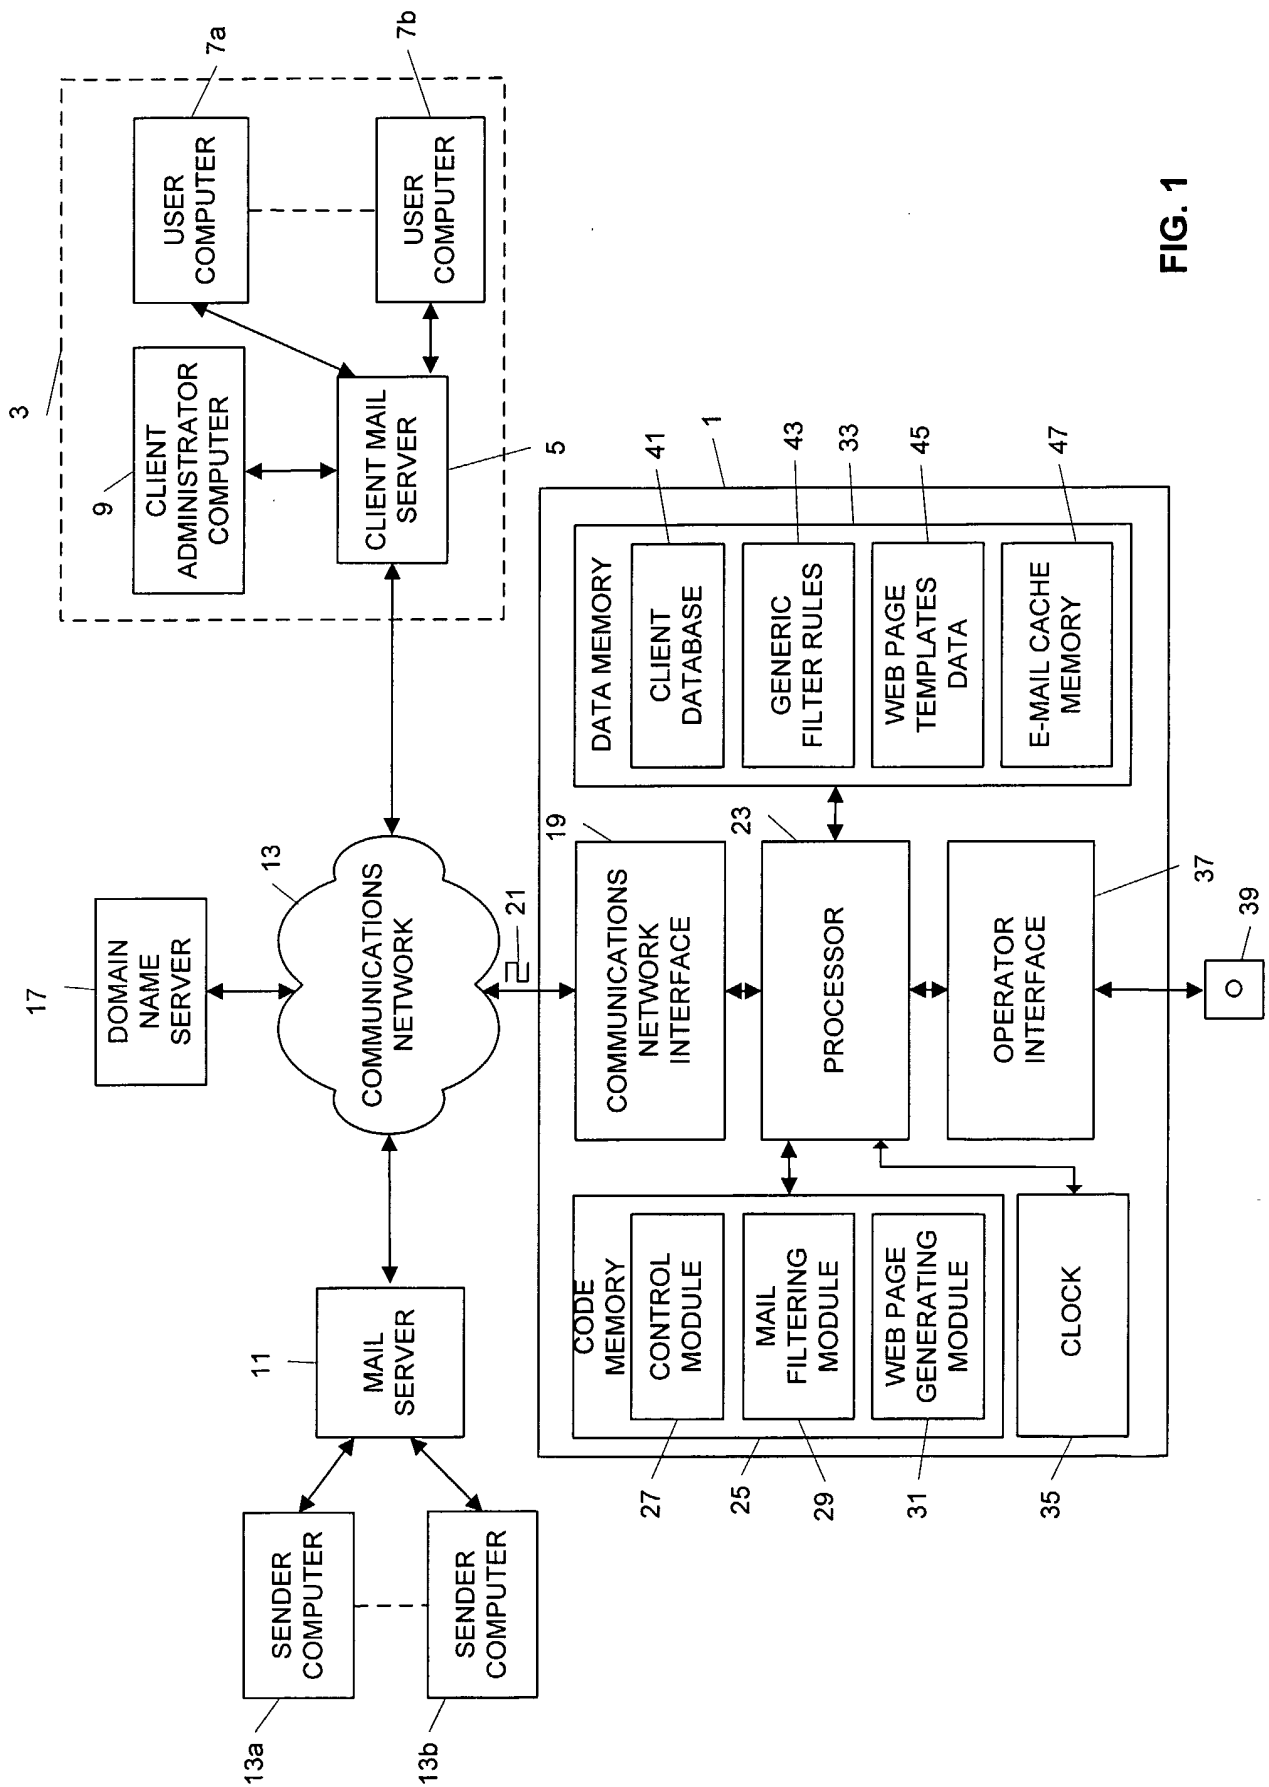 17
DOMAIN
NAME
SERVER
13a
SENDER
COMPUTER
13b
SENDER
COMPUTER
11
MAIL
SERVER
13
COMMUNICATIONS
NETWORK
3
9
CLIENT
ADMINISTRATOR
COMPUTER
7a
USER
COMPUTER
7b
USER
COMPUTER
CLIENT MAIL
SERVER
5
21
1
CODE
MEMORY
CONTROL
MODULE
27
25
MAIL
FILTERING
MODULE
29
WEB PAGE
GENERATING
MODULE
31
CLOCK
35
19
COMMUNICATIONS
NETWORK
INTERFACE
23
PROCESSOR
OPERATOR
INTERFACE
37
39
DATA MEMORY
CLIENT
DATABASE
41
GENERIC
FILTER RULES
43
33
WEB PAGE
TEMPLATES
DATA
45
E-MAIL CACHE
MEMORY
47
FIG. 1